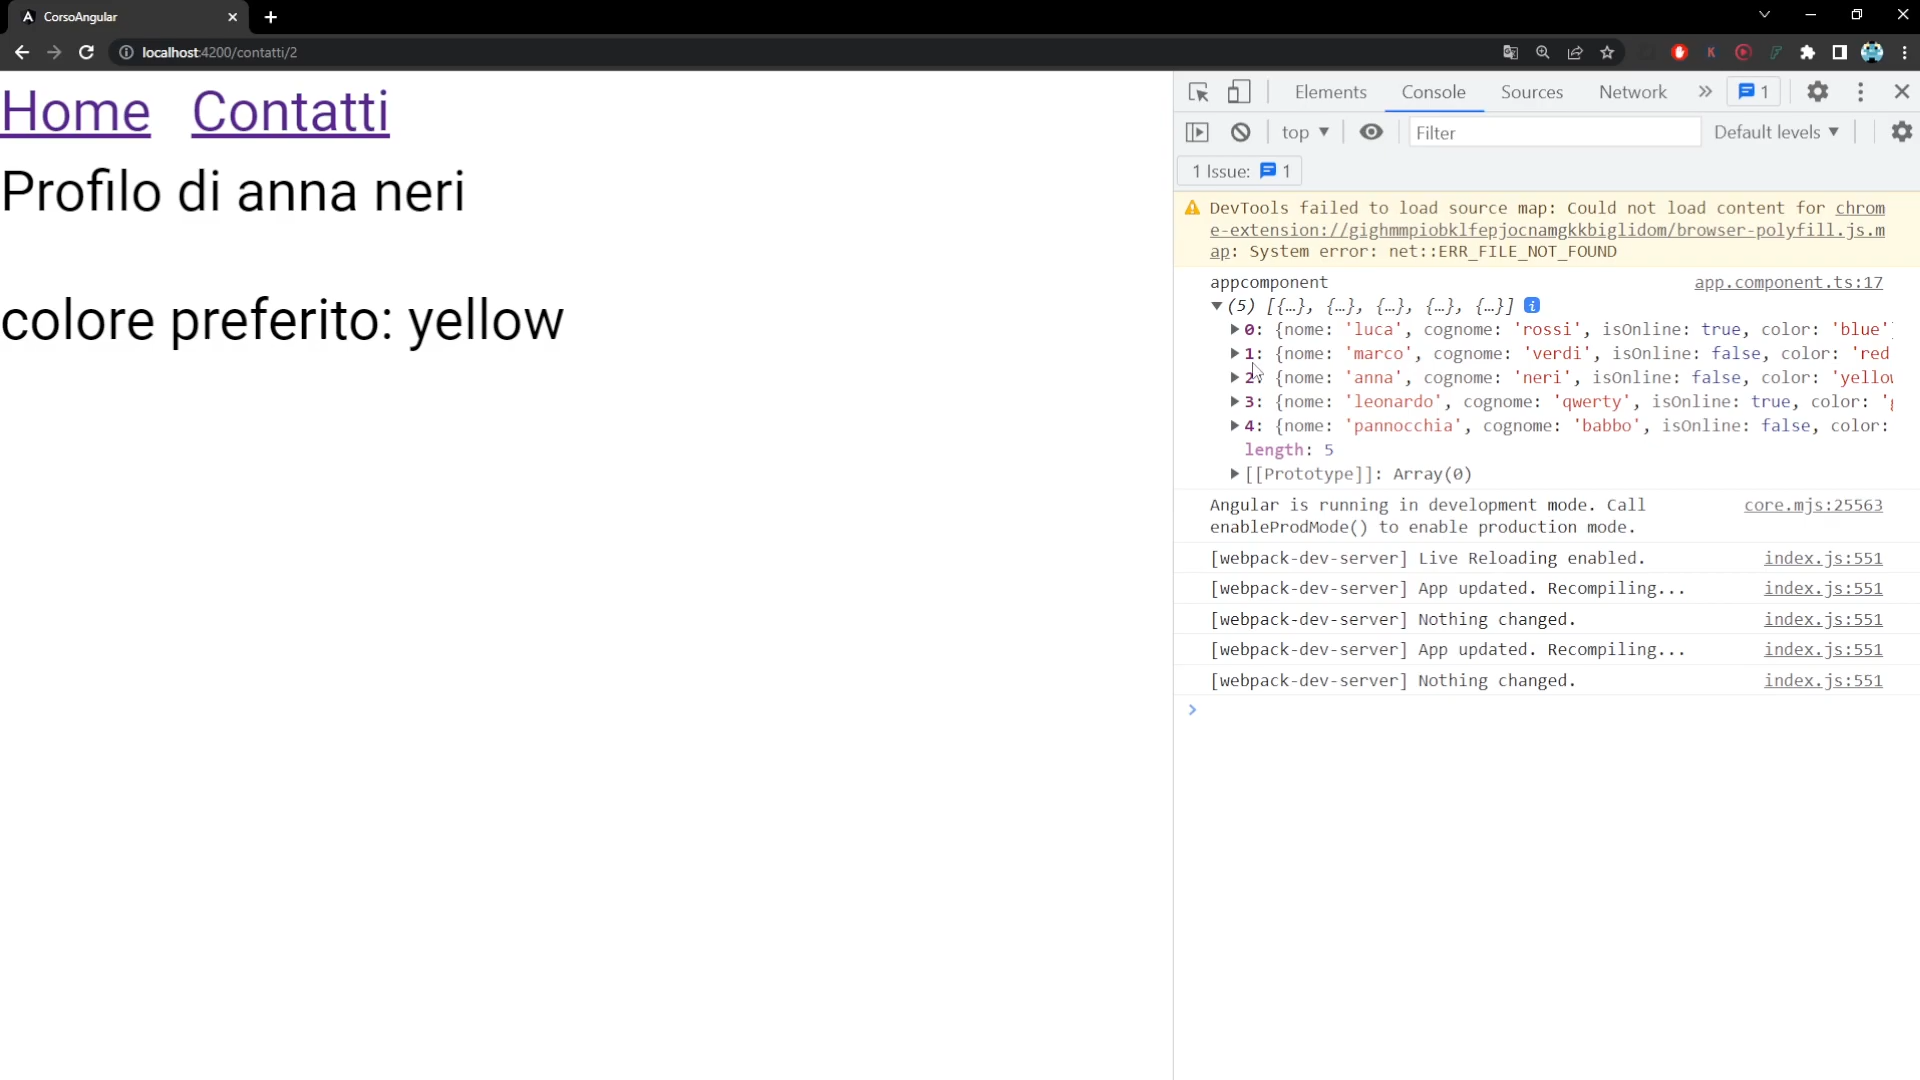 CorsoAngular
localhost:4200/contatti/2
Home Contatti
Profilo di anna neri
colore preferito: yellow
Elements Console Sources Network » 1
top ▼ Filter Default levels ▼
1 Issue: 1
DevTools failed to load source map: Could not load content for chrom
e-extension://gighmmpiobklfepjocnamgkkbiglidom/browser-polyfill.js.m
ap: System error: net::ERR_FILE_NOT_FOUND
appcomponent app.component.ts:17
▼(5) [{…}, {…}, {…}, {…}, {…}] i
▶0: {nome: 'luca', cognome: 'rossi', isOnline: true, color: 'blue'
▶1: {nome: 'marco', cognome: 'verdi', isOnline: false, color: 'red
▶2: {nome: 'anna', cognome: 'neri', isOnline: false, color: 'yello
▶3: {nome: 'leonardo', cognome: 'qwerty', isOnline: true, color: '
▶4: {nome: 'pannocchia', cognome: 'babbo', isOnline: false, color:
length: 5
▶[[Prototype]]: Array(0)
Angular is running in development mode. Call core.mjs:25563
enableProdMode() to enable production mode.
[webpack-dev-server] Live Reloading enabled. index.js:551
[webpack-dev-server] App updated. Recompiling... index.js:551
[webpack-dev-server] Nothing changed. index.js:551
[webpack-dev-server] App updated. Recompiling... index.js:551
[webpack-dev-server] Nothing changed. index.js:551